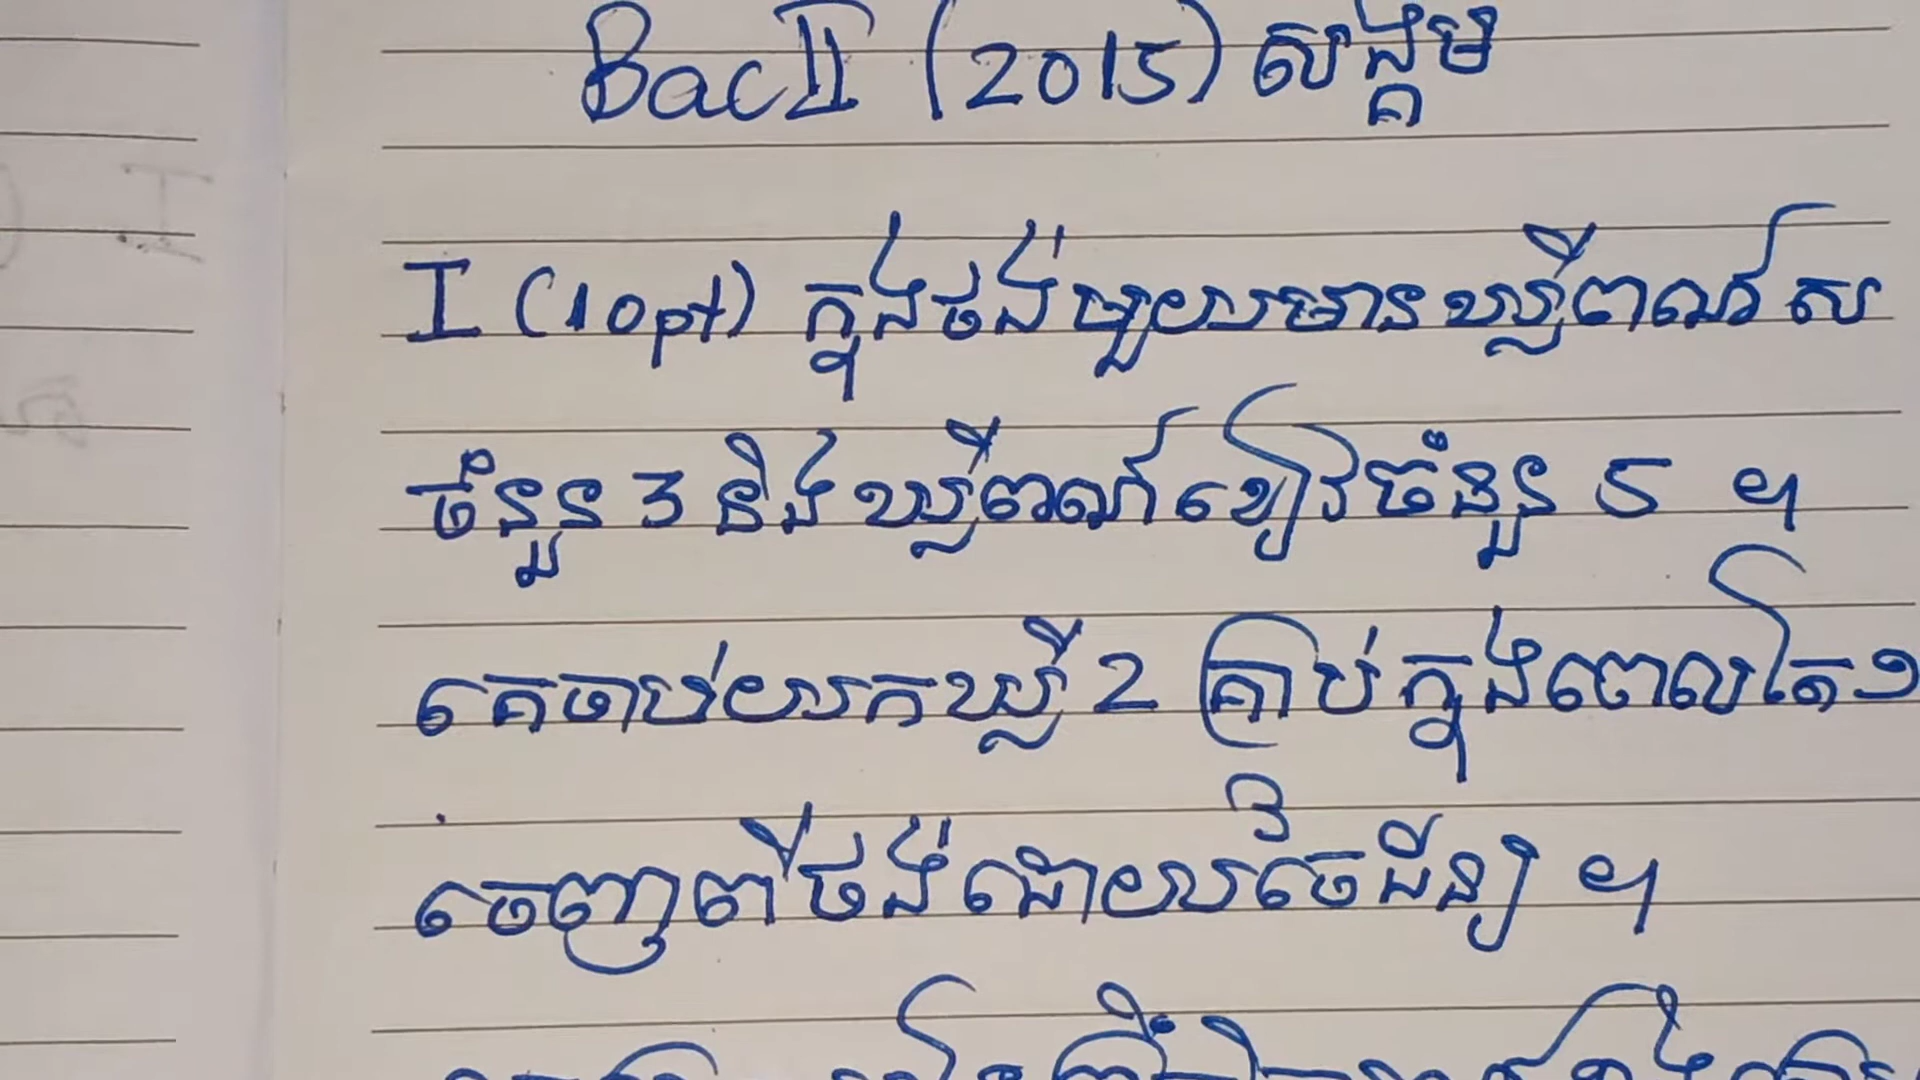 Bac II (2015) សង្គម
I (10pt) ក្នុងថង់មួយមានឃ្លីពណ៌ ស
ចំនួន 3 និងឃ្លីពណ៌ខៀវចំនួន 5 ។
គេចាប់យកឃ្លី 2 គ្រាប់ក្នុងពេលតែ១
ចេញពីថង់ដោយចៃដន្យ ។